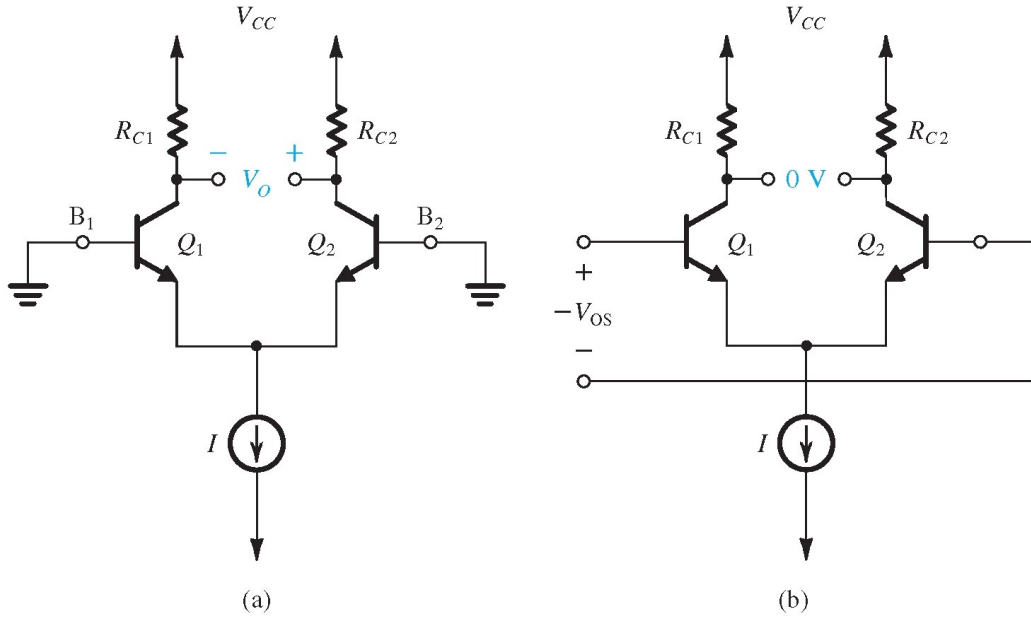 V_CC
R_C1
R_C2
− V_O +
B_1
Q_1
Q_2
B_2
I
(a)
V_CC
R_C1
R_C2
0 V
Q_1
Q_2
+
−V_OS
−
I
(b)